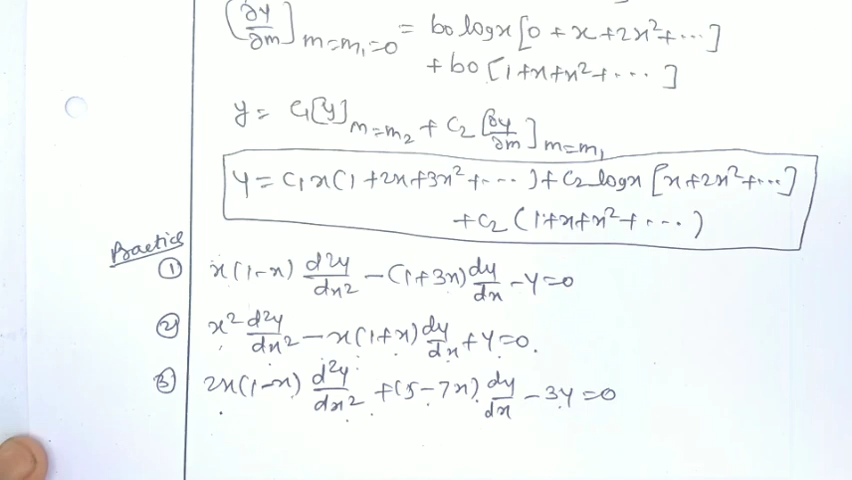 (∂y/∂m]m=m₁=0 = b0 logx [0 + x + 2x² + ...]
+ b0 [1+x+x²+ ... ]
y = C₁[y]m=m₂ + C₂ [∂y/∂m]m=m₁
y = C₁x(1+2x+3x²+ ... ) + C₂ logx [x+2x²+...]
+C₂ (1+x+x²+ ... )
Practice
① x(1-x) d²y/dx² - (1+3x) dy/dx - y=0
② x² d²y/dx² - x(1+x) dy/dx + y=0.
③ 2x(1-x) d²y/dx² + (5-7x) dy/dx - 3y=0